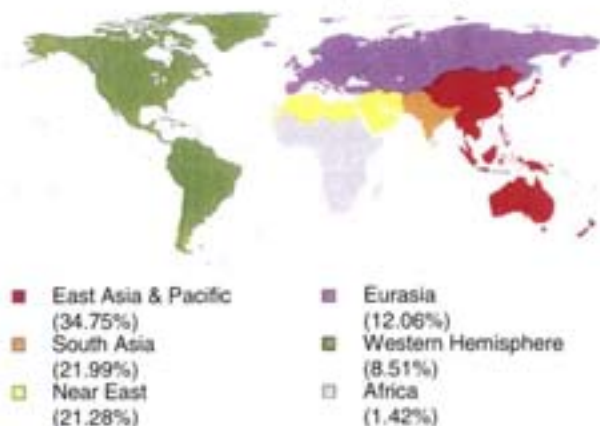 East Asia & Pacific
(34.75%)
South Asia
(21.99%)
Near East
(21.28%)
Eurasia
(12.06%)
Western Hemisphere
(8.51%)
Africa
(1.42%)